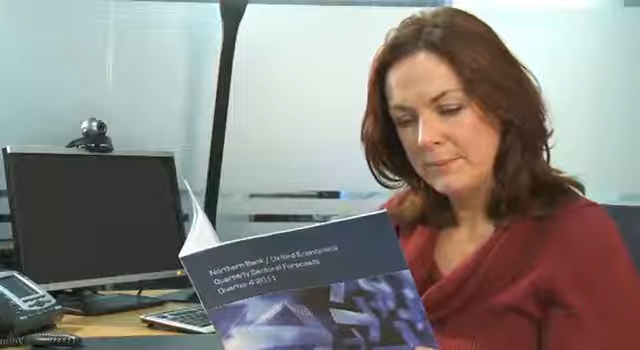 Northern Bank / Oxford Economics
Quarterly Sectoral Forecasts
Quarter 4 2011